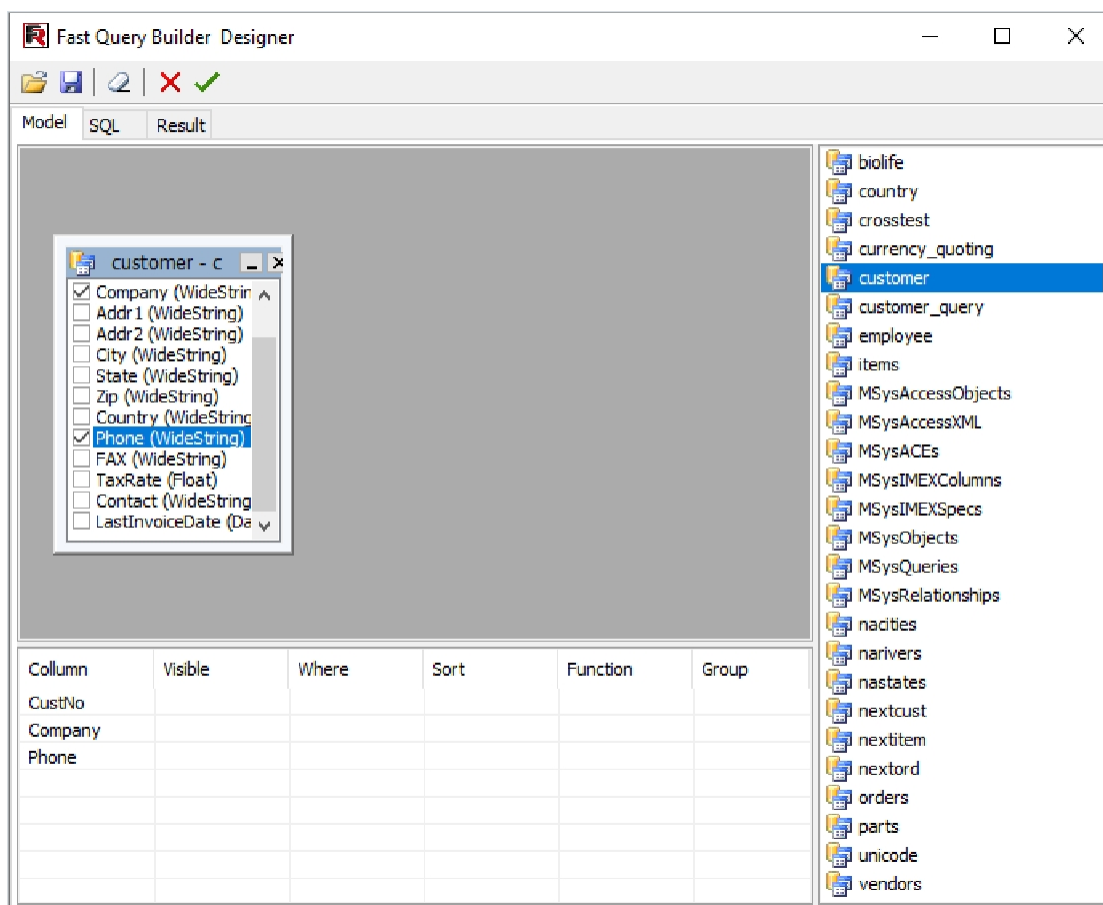 Fast Query Builder Designer
Model SQL Result
customer - c
Company (WideStrin
Addr1 (WideString)
Addr2 (WideString)
City (WideString)
State (WideString)
Zip (WideString)
Country (WideString
Phone (WideString)
FAX (WideString)
TaxRate (Float)
Contact (WideString
LastInvoiceDate (Da
biolife
country
crosstest
currency_quoting
customer
customer_query
employee
items
MSysAccessObjects
MSysAccessXML
MSysACEs
MSysIMEXColumns
MSysIMEXSpecs
MSysObjects
MSysQueries
MSysRelationships
nacities
narivers
nastates
nextcust
nextitem
nextord
orders
parts
unicode
vendors
Collumn Visible Where Sort Function Group
CustNo
Company
Phone